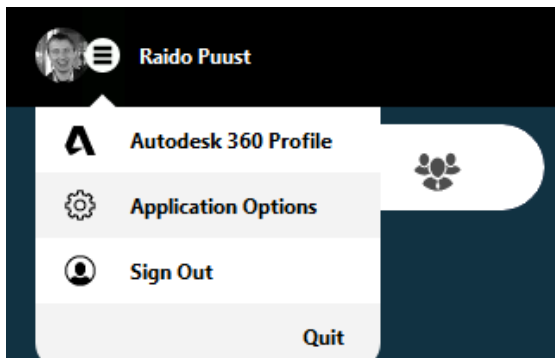 Raido Puust
Autodesk 360 Profile
Application Options
Sign Out
Quit